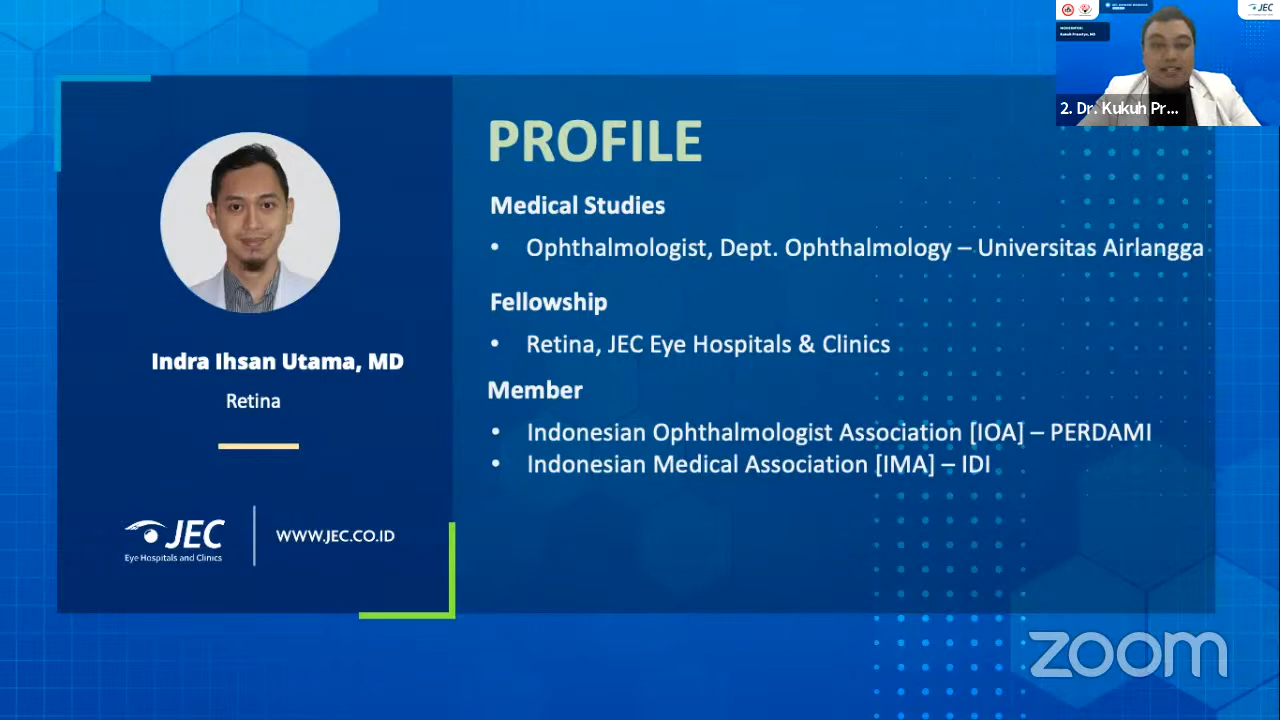 PROFILE
Medical Studies
• Ophthalmologist, Dept. Ophthalmology – Universitas Airlangga
Fellowship
• Retina, JEC Eye Hospitals & Clinics
Member
• Indonesian Ophthalmologist Association [IOA] – PERDAMI
• Indonesian Medical Association [IMA] – IDI
Indra Ihsan Utama, MD
Retina
JEC
Eye Hospitals and Clinics
WWW.JEC.CO.ID
JEC
MODERATOR
2. Dr. Kukuh Pr...
zoom